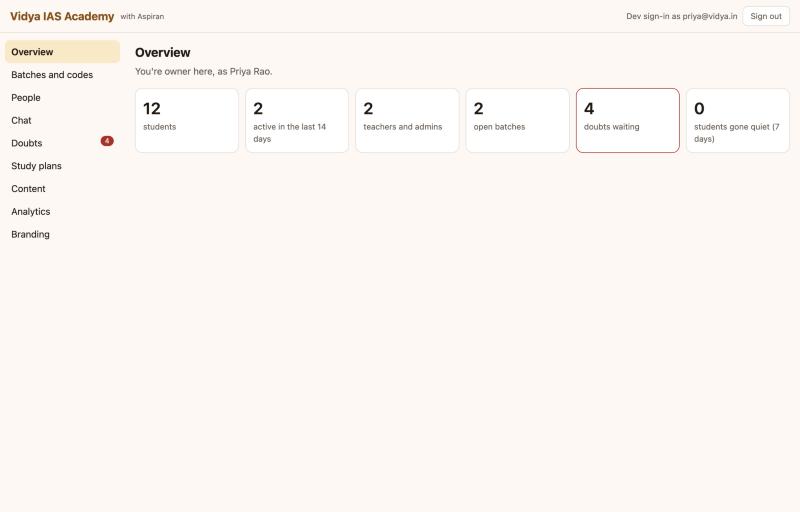 Vidya IAS Academy with Aspiran
Dev sign-in as priya@vidya.in Sign out
Overview
Batches and codes
People
Chat
Doubts 4
Study plans
Content
Analytics
Branding
Overview
You're owner here, as Priya Rao.
12
students
2
active in the last 14
days
2
teachers and admins
2
open batches
4
doubts waiting
0
students gone quiet (7
days)